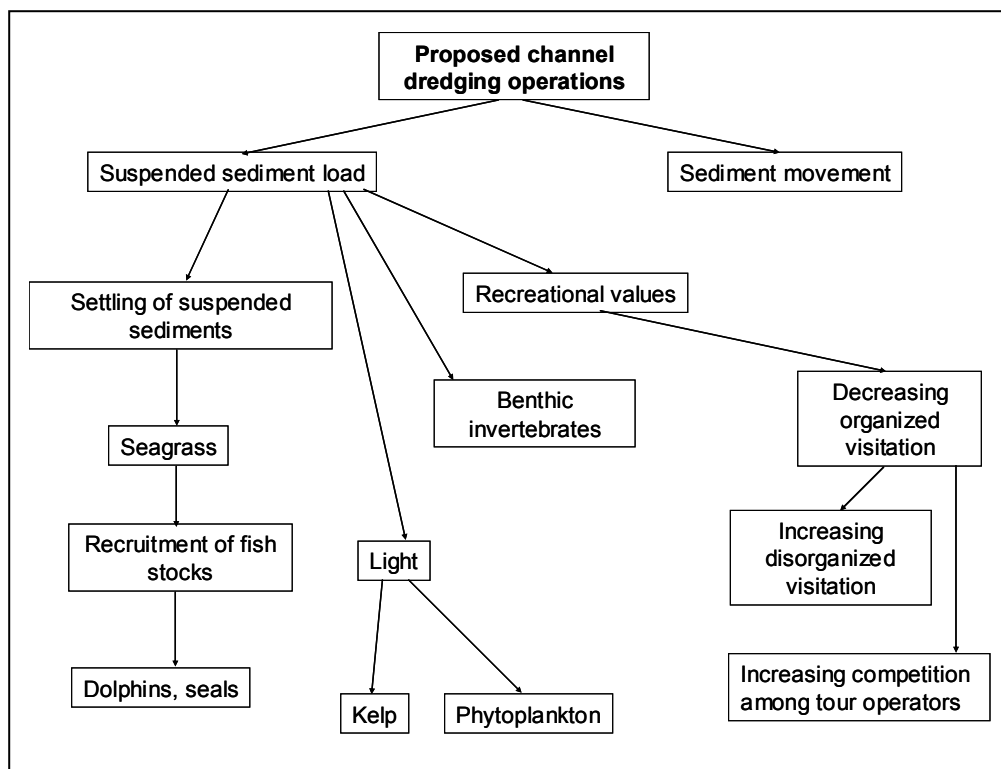 Proposed channel
dredging operations
Suspended sediment load
Sediment movement
Settling of suspended
sediments
Recreational values
Benthic
invertebrates
Decreasing
organized
visitation
Seagrass
Recruitment of fish
stocks
Light
Increasing
disorganized
visitation
Dolphins, seals
Kelp
Phytoplankton
Increasing competition
among tour operators